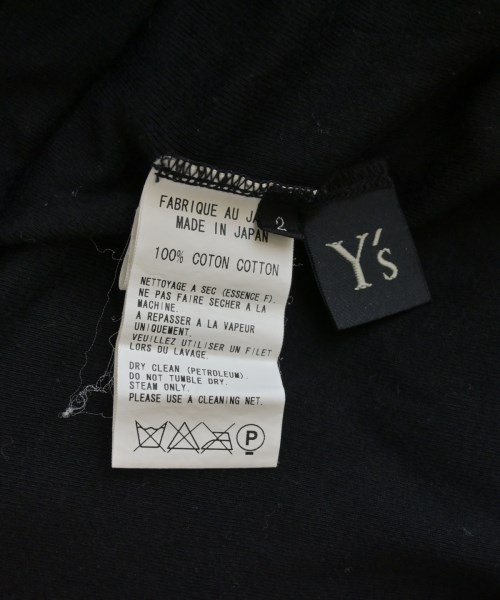 FABRIQUE AU
MADE IN JAPAN
2
Y's
100% COTON COTTON
NETTOYAGE A SEC (ESSENCE F).
NE PAS FAIRE SECHER A LA
MACHINE.
A REPASSER A LA VAPEUR
UNIQUEMENT.
VEUILLEZ UTILISER UN FILET
LORS DU LAVAGE.
DRY CLEAN (PETROLEUM).
DO NOT TUMBLE DRY.
STEAM ONLY.
PLEASE USE A CLEANING NET.
P